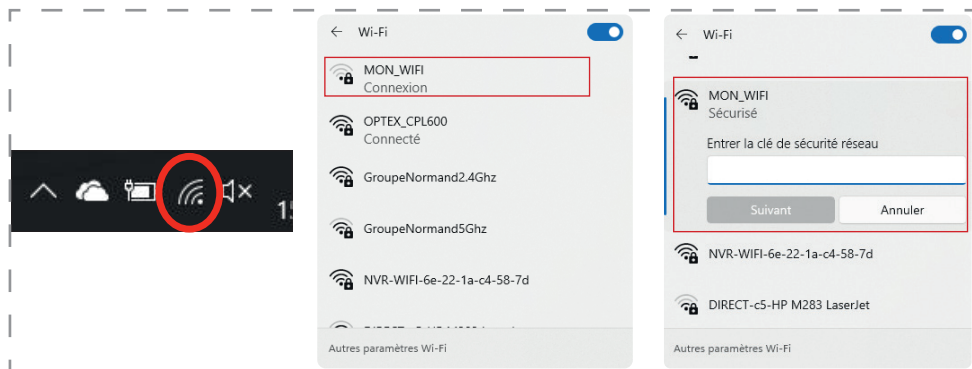 Wi-Fi
MON_WIFI
Connexion
OPTEX_CPL600
Connecté
GroupeNormand2.4Ghz
GroupeNormand5Ghz
NVR-WIFI-6e-22-1a-c4-58-7d
Autres paramètres Wi-Fi
Wi-Fi
MON_WIFI
Sécurisé
Entrer la clé de sécurité réseau
Suivant Annuler
NVR-WIFI-6e-22-1a-c4-58-7d
DIRECT-c5-HP M283 LaserJet
Autres paramètres Wi-Fi